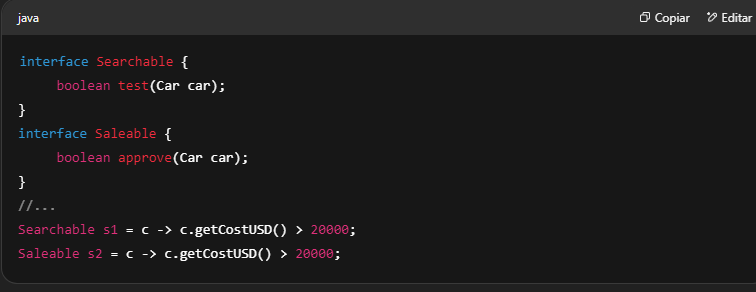 java
Copiar
Editar
interface Searchable {
boolean test(Car car);
}
interface Saleable {
boolean approve(Car car);
}
//...
Searchable s1 = c -> c.getCostUSD() > 20000;
Saleable s2 = c -> c.getCostUSD() > 20000;